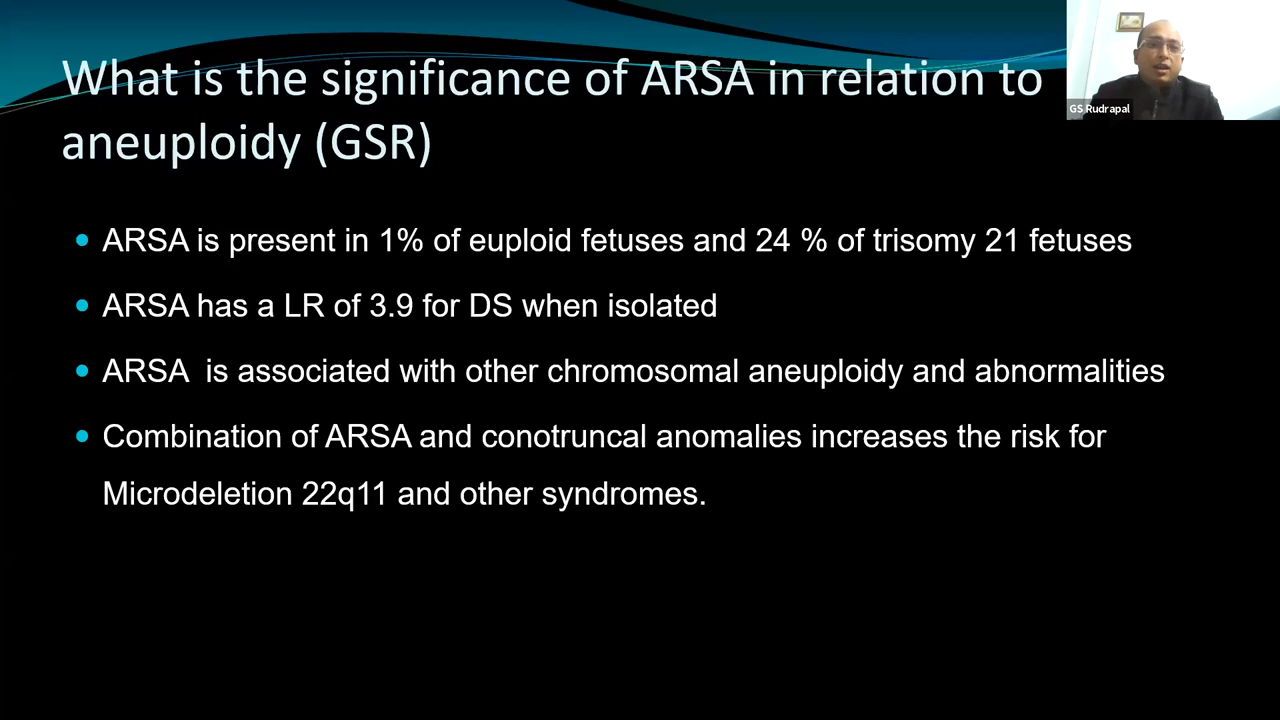 What is the significance of ARSA in relation to
aneuploidy (GSR)
GS Rudrapal
• ARSA is present in 1% of euploid fetuses and 24 % of trisomy 21 fetuses
• ARSA has a LR of 3.9 for DS when isolated
• ARSA  is associated with other chromosomal aneuploidy and abnormalities
• Combination of ARSA and conotruncal anomalies increases the risk for
Microdeletion 22q11 and other syndromes.